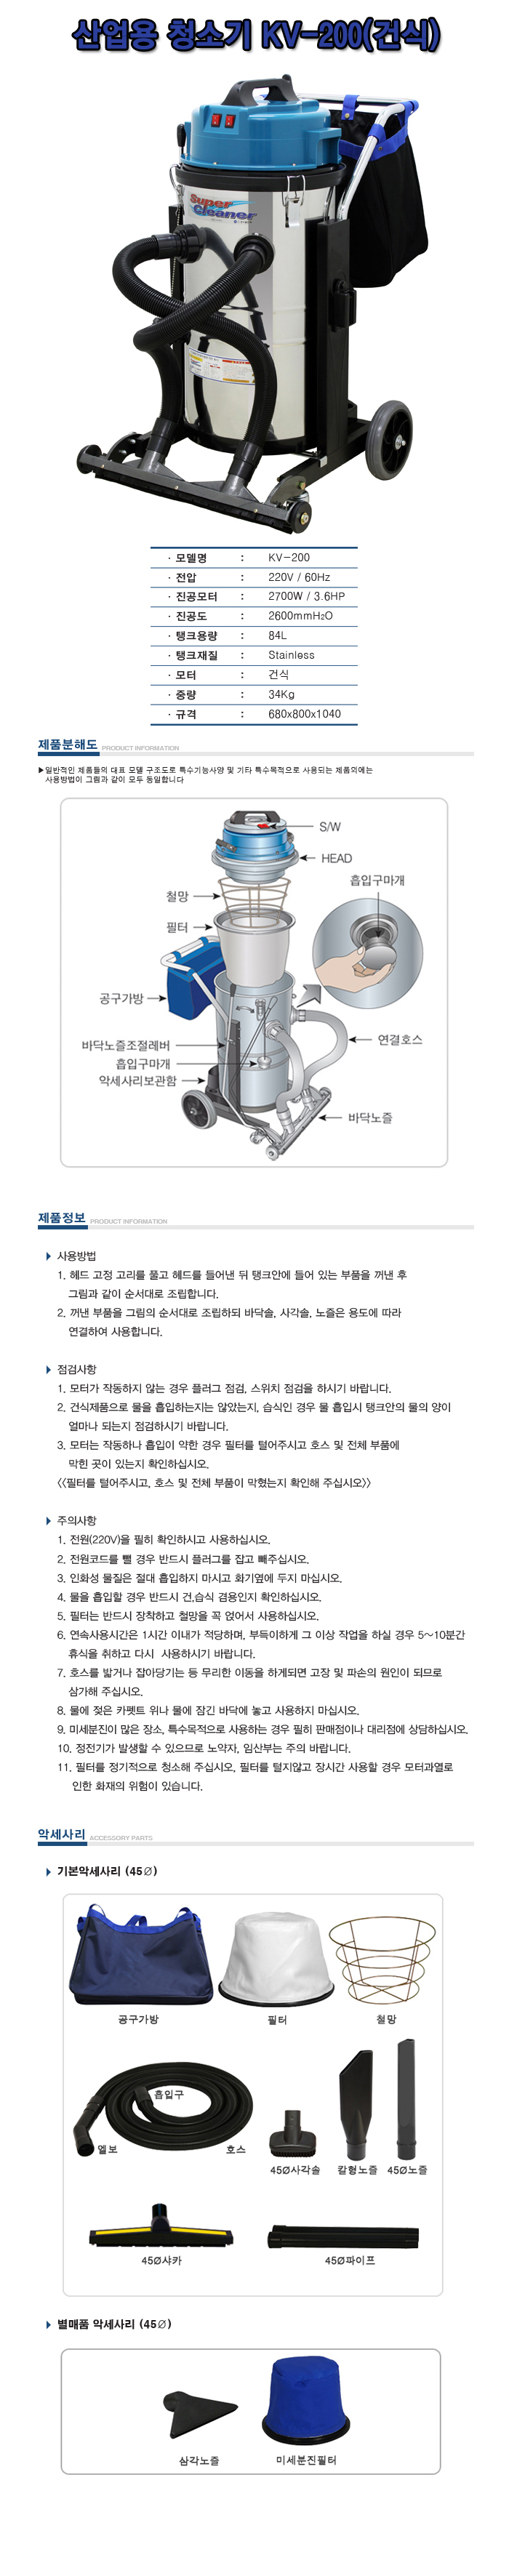 산업용 청소기 KV-200(건식)
Super
Cleaner
· 모델명 : KV-200
· 전압 : 220V / 60Hz
· 진공모터 : 2700W / 3.6HP
· 진공도 : 2600mmH₂O
· 탱크용량 : 84L
· 탱크재질 : Stainless
· 모터 : 건식
· 중량 : 34Kg
· 규격 : 680x800x1040
제품분해도 PRODUCT INFORMATION
▶일반적인 제품들의 대표 모델 구조도로 특수기능사양 및 기타 특수목적으로 사용되는 제품외에는
사용방법이 그림과 같이 모두 동일합니다
S/W
HEAD
흡입구마개
철망
필터
공구가방
바닥노즐조절레버
연결호스
흡입구마개
악세사리보관함
바닥노즐
제품정보 PRODUCT INFORMATION
사용방법
1. 헤드 고정 고리를 풀고 헤드를 들어낸 뒤 탱크안에 들어 있는 부품을 꺼낸 후
그림과 같이 순서대로 조립합니다.
2. 꺼낸 부품을 그림의 순서대로 조립하되 바닥솔, 사각솔, 노즐은 용도에 따라
연결하여 사용합니다.
점검사항
1. 모터가 작동하지 않는 경우 플러그 점검, 스위치 점검을 하시기 바랍니다.
2. 건식제품으로 물을 흡입하는지는 않았는지, 습식인 경우 물 흡입시 탱크안의 물의 양이
얼마나 되는지 점검하시기 바랍니다.
3. 모터는 작동하나 흡입이 약한 경우 필터를 털어주시고 호스 및 전체 부품에
막힌 곳이 있는지 확인하십시오.
<<필터를 털어주시고, 호스 및 전체 부품이 막혔는지 확인해 주십시오>>
주의사항
1. 전원(220V)을 필히 확인하시고 사용하십시오.
2. 전원코드를 뺄 경우 반드시 플러그를 잡고 빼주십시오.
3. 인화성 물질은 절대 흡입하지 마시고 화기옆에 두지 마십시오.
4. 물을 흡입할 경우 반드시 건,습식 겸용인지 확인하십시오.
5. 필터는 반드시 장착하고 철망을 꼭 얹어서 사용하십시오.
6. 연속사용시간은 1시간 이내가 적당하며, 부득이하게 그 이상 작업을 하실 경우 5~10분간
휴식을 취하고 다시 사용하시기 바랍니다.
7. 호스를 밟거나 잡아당기는 등 무리한 이동을 하게되면 고장 및 파손의 원인이 되므로
삼가해 주십시오.
8. 물에 젖은 카펫트 위나 물에 잠긴 바닥에 놓고 사용하지 마십시오.
9. 미세분진이 많은 장소, 특수목적으로 사용하는 경우 필히 판매점이나 대리점에 상담하십시오.
10. 정전기가 발생할 수 있으므로 노약자, 임산부는 주의 바랍니다.
11. 필터를 정기적으로 청소해 주십시오, 필터를 털지않고 장시간 사용할 경우 모터과열로
인한 화재의 위험이 있습니다.
악세사리 ACCESSORY PARTS
기본악세사리 (45∅)
공구가방
필터
철망
흡입구
엘보
호스
45Ø사각솔
칼형노즐
45Ø노즐
45Ø샤카
45Ø파이프
별매품 악세사리 (45∅)
삼각노즐
미세분진필터